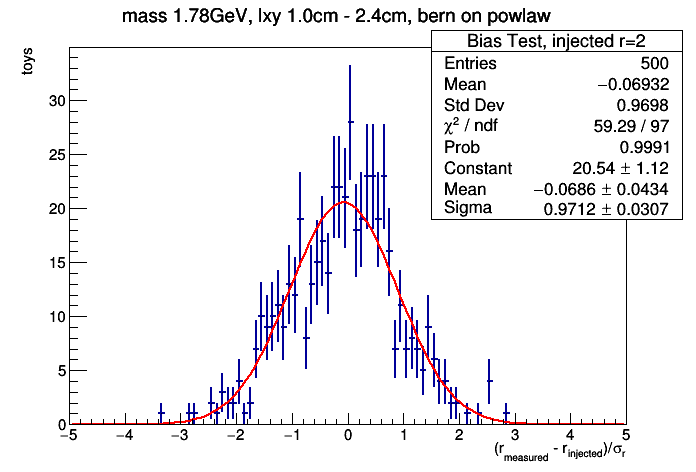 mass 1.78GeV, lxy 1.0cm - 2.4cm, bern on powlaw
Bias Test, injected r=2
Entries 500
Mean −0.06932
Std Dev 0.9698
χ² / ndf 59.29 / 97
Prob 0.9991
Constant 20.54 ± 1.12
Mean −0.0686 ± 0.0434
Sigma 0.9712 ± 0.0307
toys
30
25
20
15
10
5
0
−5 −4 −3 −2 −1 0 1 2 3 4 5
(r_measured - r_injected)/σ_r